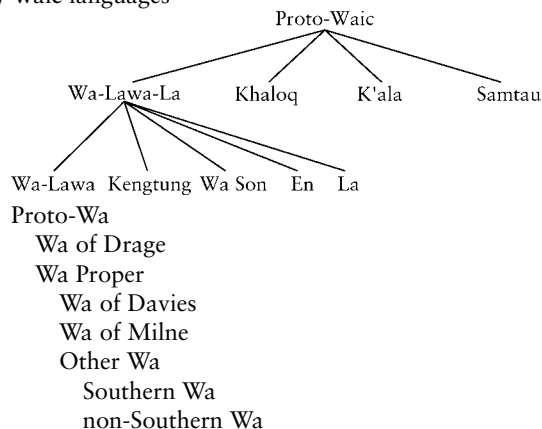 Waic languages
Proto-Waic
Wa-Lawa-La Khaloq K'ala Samtau
Wa-Lawa Kengtung Wa Son En La
Proto-Wa
Wa of Drage
Wa Proper
Wa of Davies
Wa of Milne
Other Wa
Southern Wa
non-Southern Wa